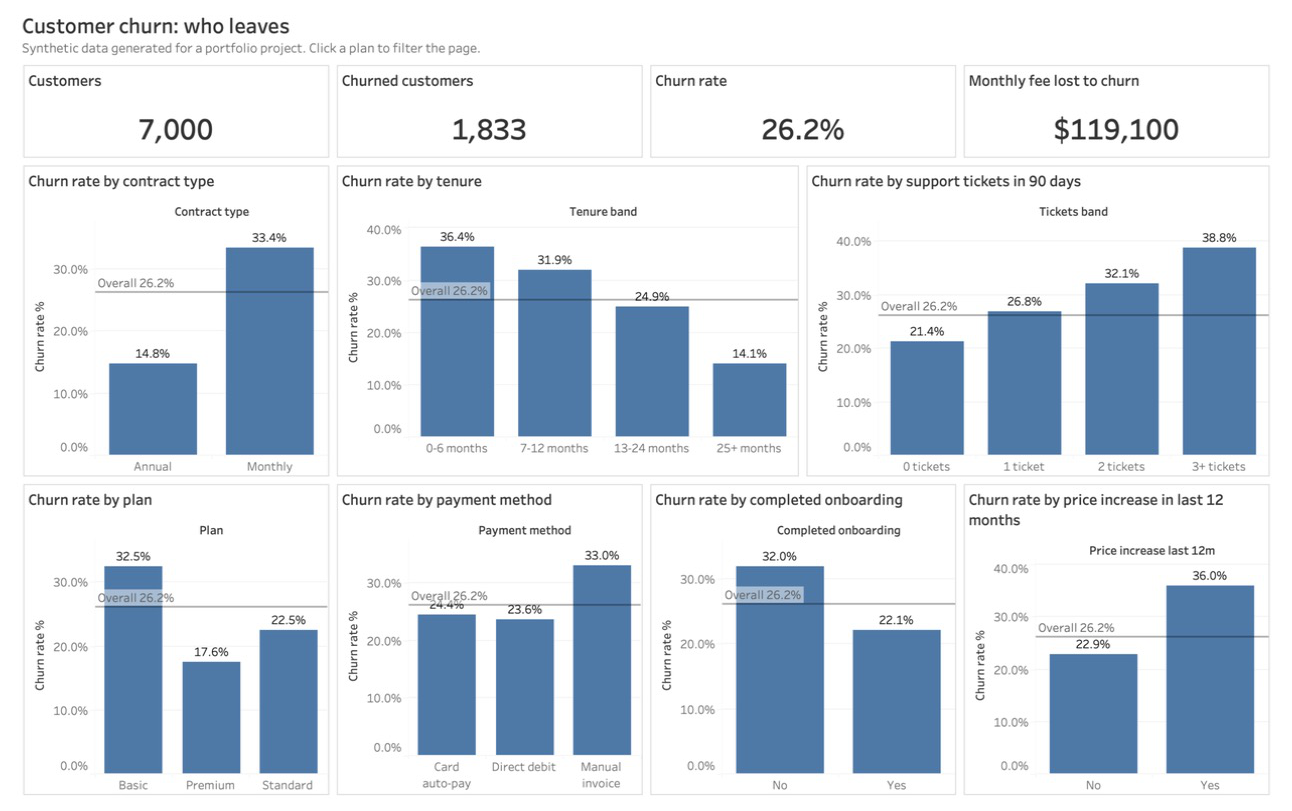 Customer churn: who leaves
Synthetic data generated for a portfolio project. Click a plan to filter the page.
Customers
7,000
Churned customers
1,833
Churn rate
26.2%
Monthly fee lost to churn
$119,100
Churn rate by contract type
Contract type
Churn rate %
30.0%
20.0%
10.0%
0.0%
Overall 26.2%
14.8%
33.4%
Annual
Monthly
Churn rate by tenure
Tenure band
Churn rate %
40.0%
30.0%
20.0%
10.0%
0.0%
Overall 26.2%
36.4%
31.9%
24.9%
14.1%
0-6 months
7-12 months
13-24 months
25+ months
Churn rate by support tickets in 90 days
Tickets band
Churn rate %
40.0%
30.0%
20.0%
10.0%
0.0%
Overall 26.2%
21.4%
26.8%
32.1%
38.8%
0 tickets
1 ticket
2 tickets
3+ tickets
Churn rate by plan
Plan
Churn rate %
30.0%
20.0%
10.0%
0.0%
Overall 26.2%
32.5%
17.6%
22.5%
Basic
Premium
Standard
Churn rate by payment method
Payment method
Churn rate %
30.0%
20.0%
10.0%
0.0%
Overall 26.2%
24.4%
23.6%
33.0%
Card
auto-pay
Direct debit
Manual
invoice
Churn rate by completed onboarding
Completed onboarding
Churn rate %
30.0%
20.0%
10.0%
0.0%
Overall 26.2%
32.0%
22.1%
No
Yes
Churn rate by price increase in last 12
months
Price increase last 12m
Churn rate %
40.0%
30.0%
20.0%
10.0%
0.0%
Overall 26.2%
22.9%
36.0%
No
Yes